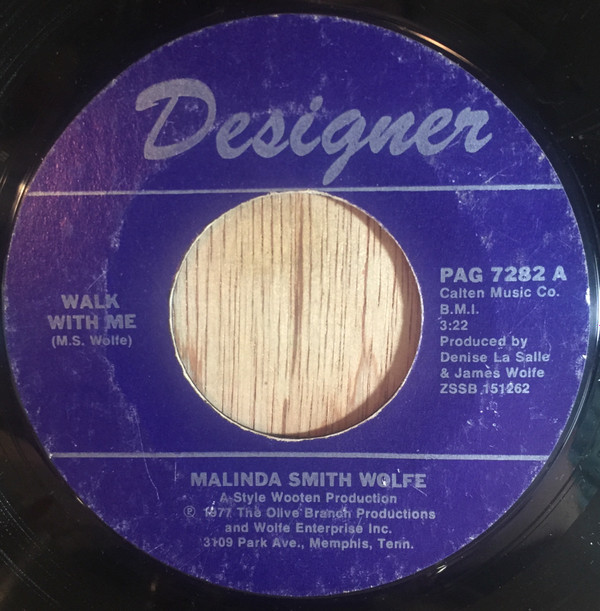 Designer
WALK
WITH ME
(M.S. Wolfe)
PAG 7282 A
Calten Music Co.
B.M.I.
3:22
Produced by
Denise La Salle
& James Wolfe
ZSSB 151262
MALINDA SMITH WOLFE
A Style Wooten Production
℗ 1977 The Olive Branch Productions
and Wolfe Enterprise Inc.
3109 Park Ave., Memphis, Tenn.